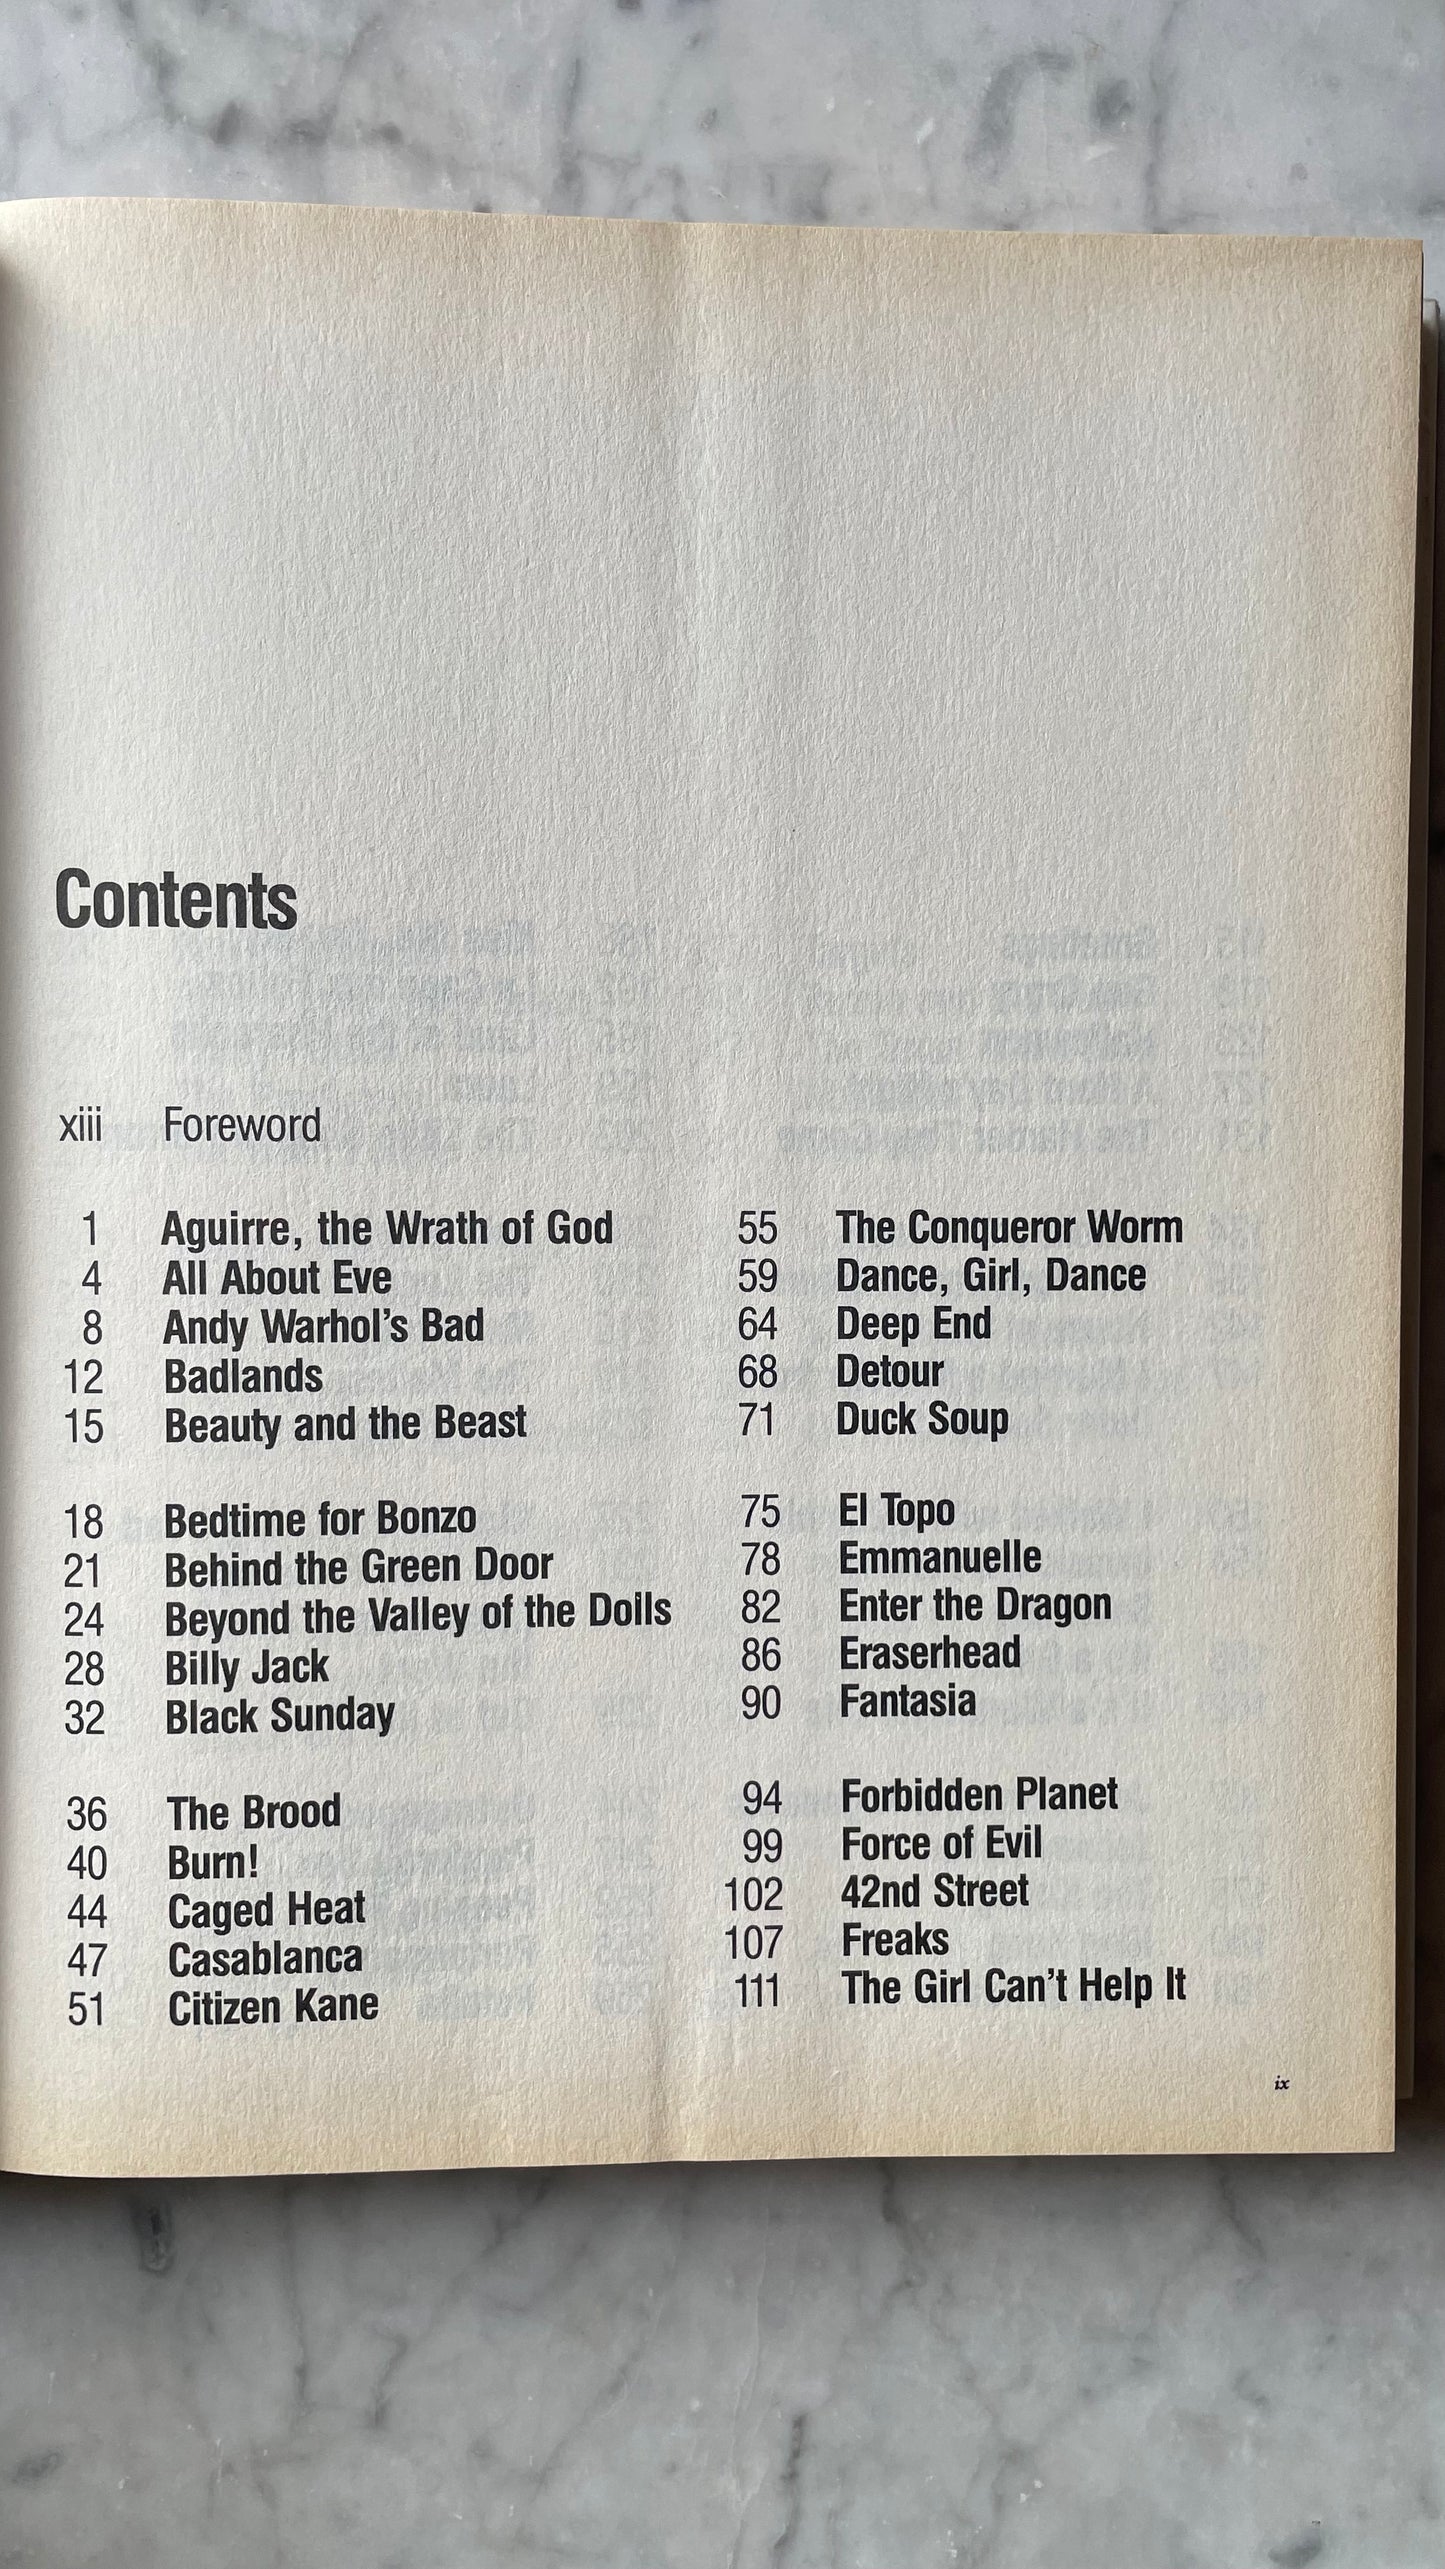 Contents
xiii Foreword
1 Aguirre, the Wrath of God
4 All About Eve
8 Andy Warhol's Bad
12 Badlands
15 Beauty and the Beast
18 Bedtime for Bonzo
21 Behind the Green Door
24 Beyond the Valley of the Dolls
28 Billy Jack
32 Black Sunday
36 The Brood
40 Burn!
44 Caged Heat
47 Casablanca
51 Citizen Kane
55 The Conqueror Worm
59 Dance, Girl, Dance
64 Deep End
68 Detour
71 Duck Soup
75 El Topo
78 Emmanuelle
82 Enter the Dragon
86 Eraserhead
90 Fantasia
94 Forbidden Planet
99 Force of Evil
102 42nd Street
107 Freaks
111 The Girl Can't Help It
ix